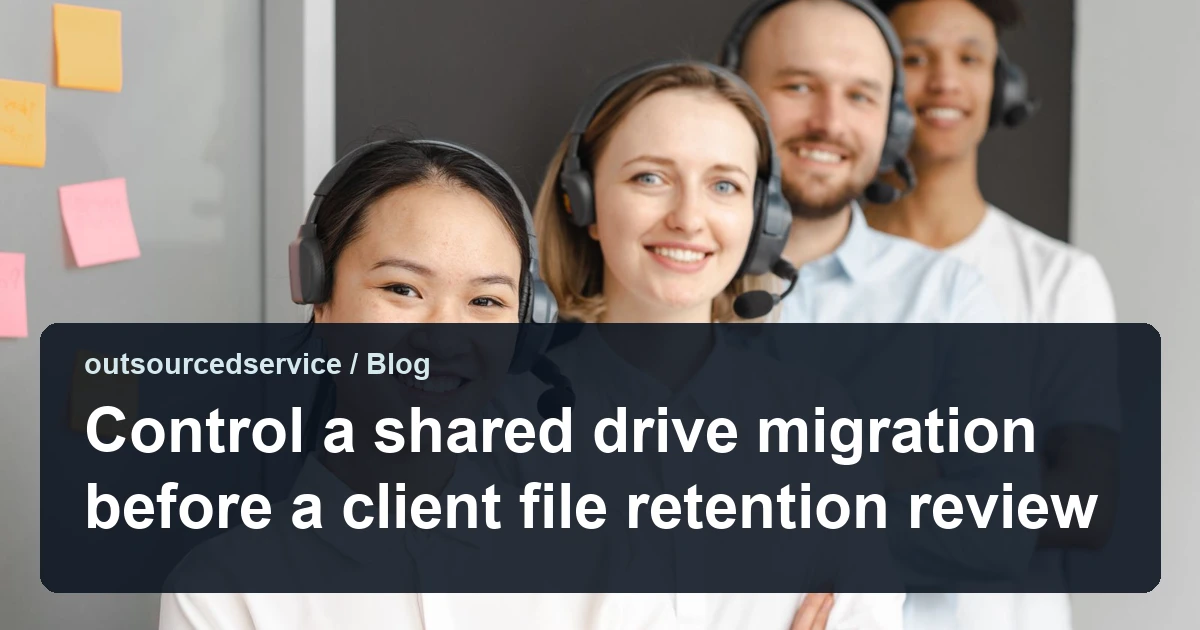 outsourcedservice / Blog
Control a shared drive migration
before a client file retention review